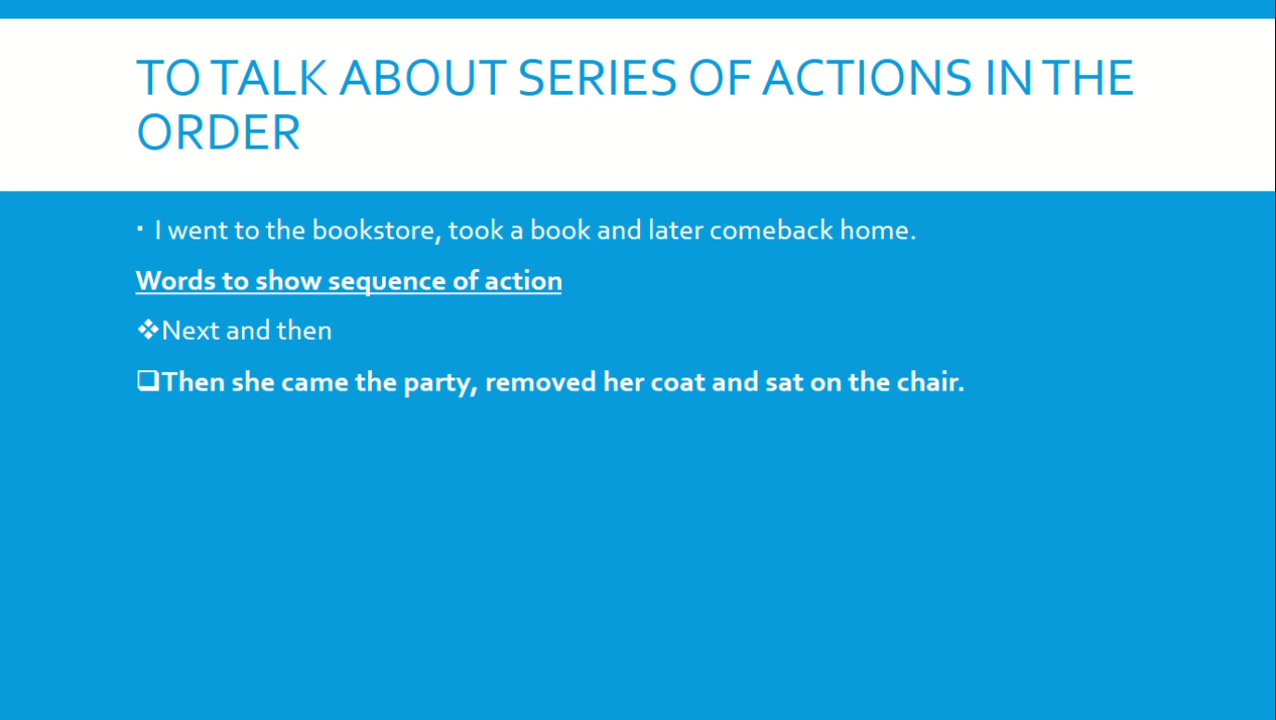 TO TALK ABOUT SERIES OF ACTIONS IN THE
ORDER
▪ I went to the bookstore, took a book and later comeback home.
Words to show sequence of action
❖Next and then
❑Then she came the party, removed her coat and sat on the chair.